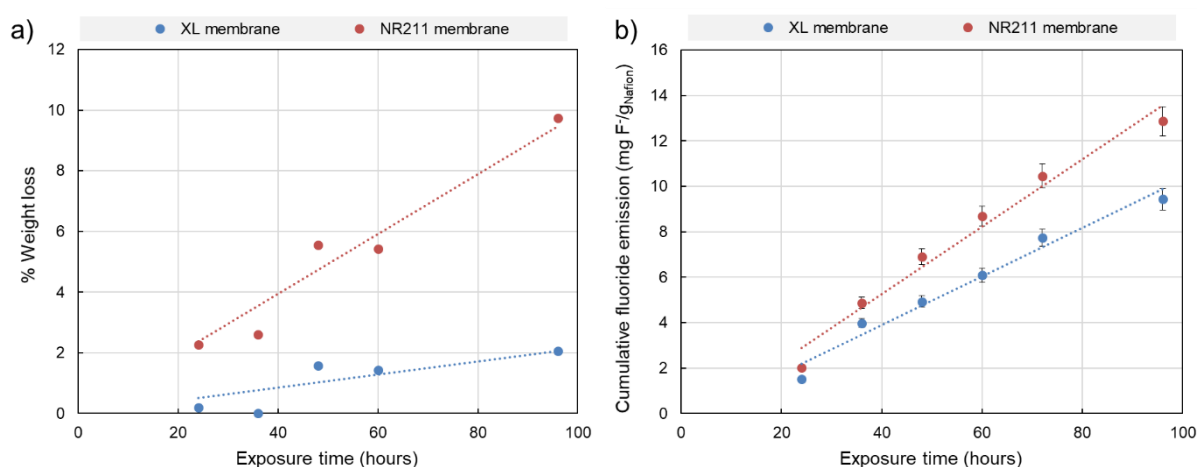 a)
XL membrane
NR211 membrane
12
10
8
6
4
2
0
% Weight loss
0
20
40
60
80
100
Exposure time (hours)
b)
XL membrane
NR211 membrane
16
14
12
10
8
6
4
2
0
Cumulative fluoride emission (mg F⁻/gNafion)
0
20
40
60
80
100
Exposure time (hours)